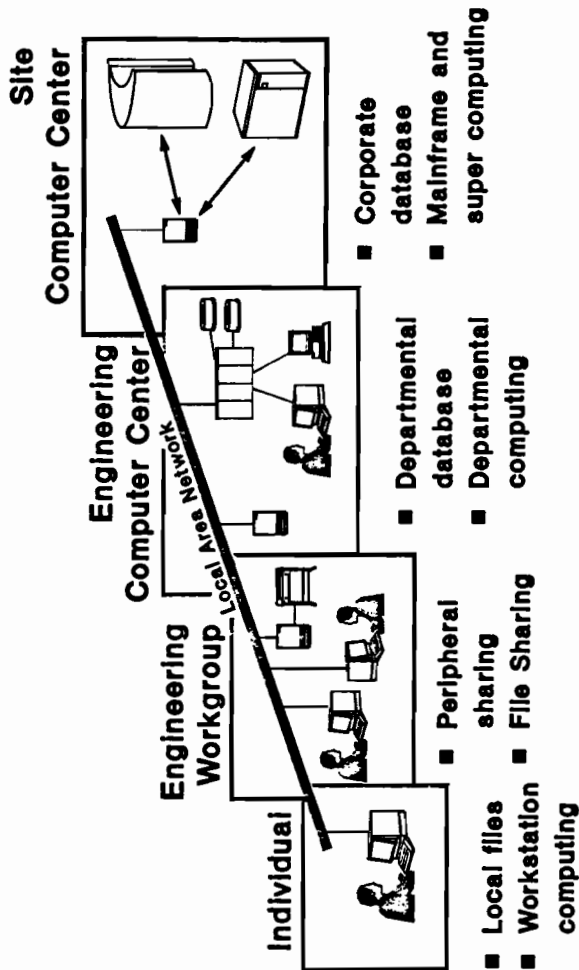 Individual
Engineering
Workgroup
Engineering
Computer Center
Site
Computer Center
Local Area Network
■ Local files
■ Workstation
computing
■ Peripheral
sharing
■ File Sharing
■ Departmental
database
■ Departmental
computing
■ Corporate
database
■ Mainframe and
super computing